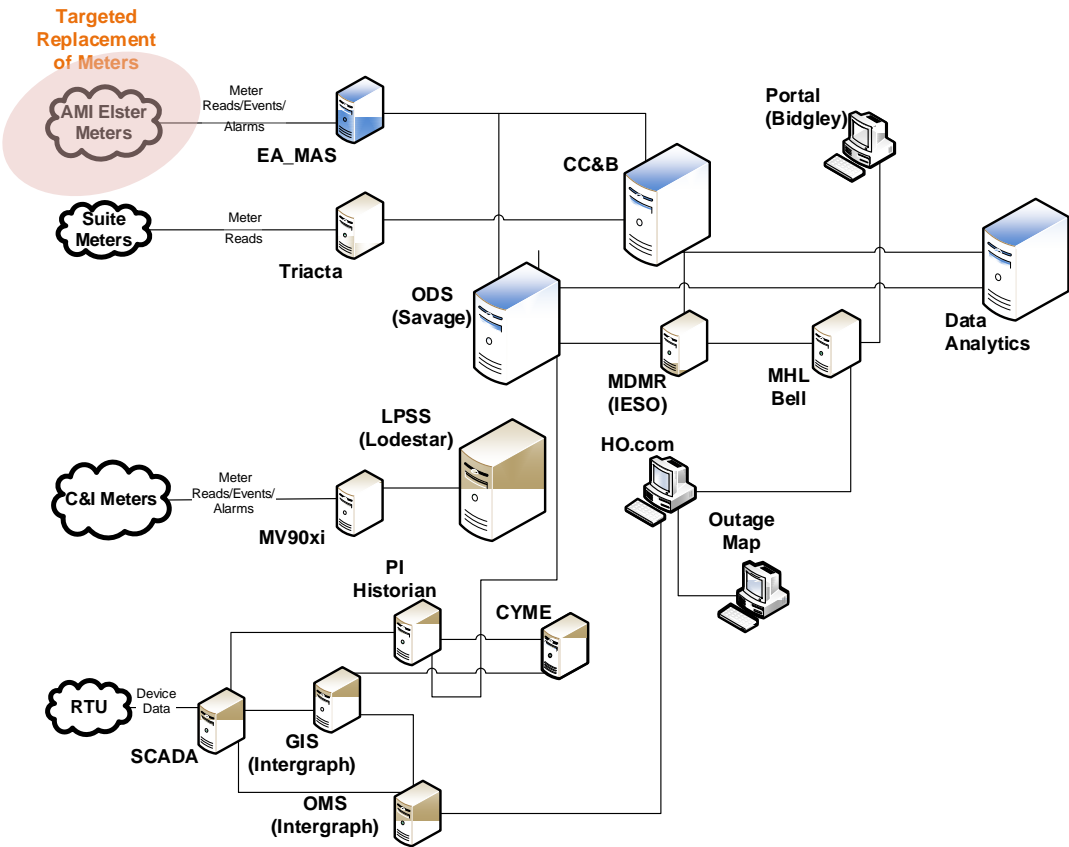 Targeted
Replacement
of Meters
AMI Elster
Meters
Meter
Reads/Events/
Alarms
EA_MAS
Portal
(Bidgley)
CC&B
Suite
Meters
Meter
Reads
Triacta
ODS
(Savage)
Data
Analytics
MDMR
(IESO)
MHL
Bell
LPSS
(Lodestar)
HO.com
C&I Meters
Meter
Reads/Events/
Alarms
MV90xi
Outage
Map
PI
Historian
CYME
RTU
Device
Data
SCADA
GIS
(Intergraph)
OMS
(Intergraph)